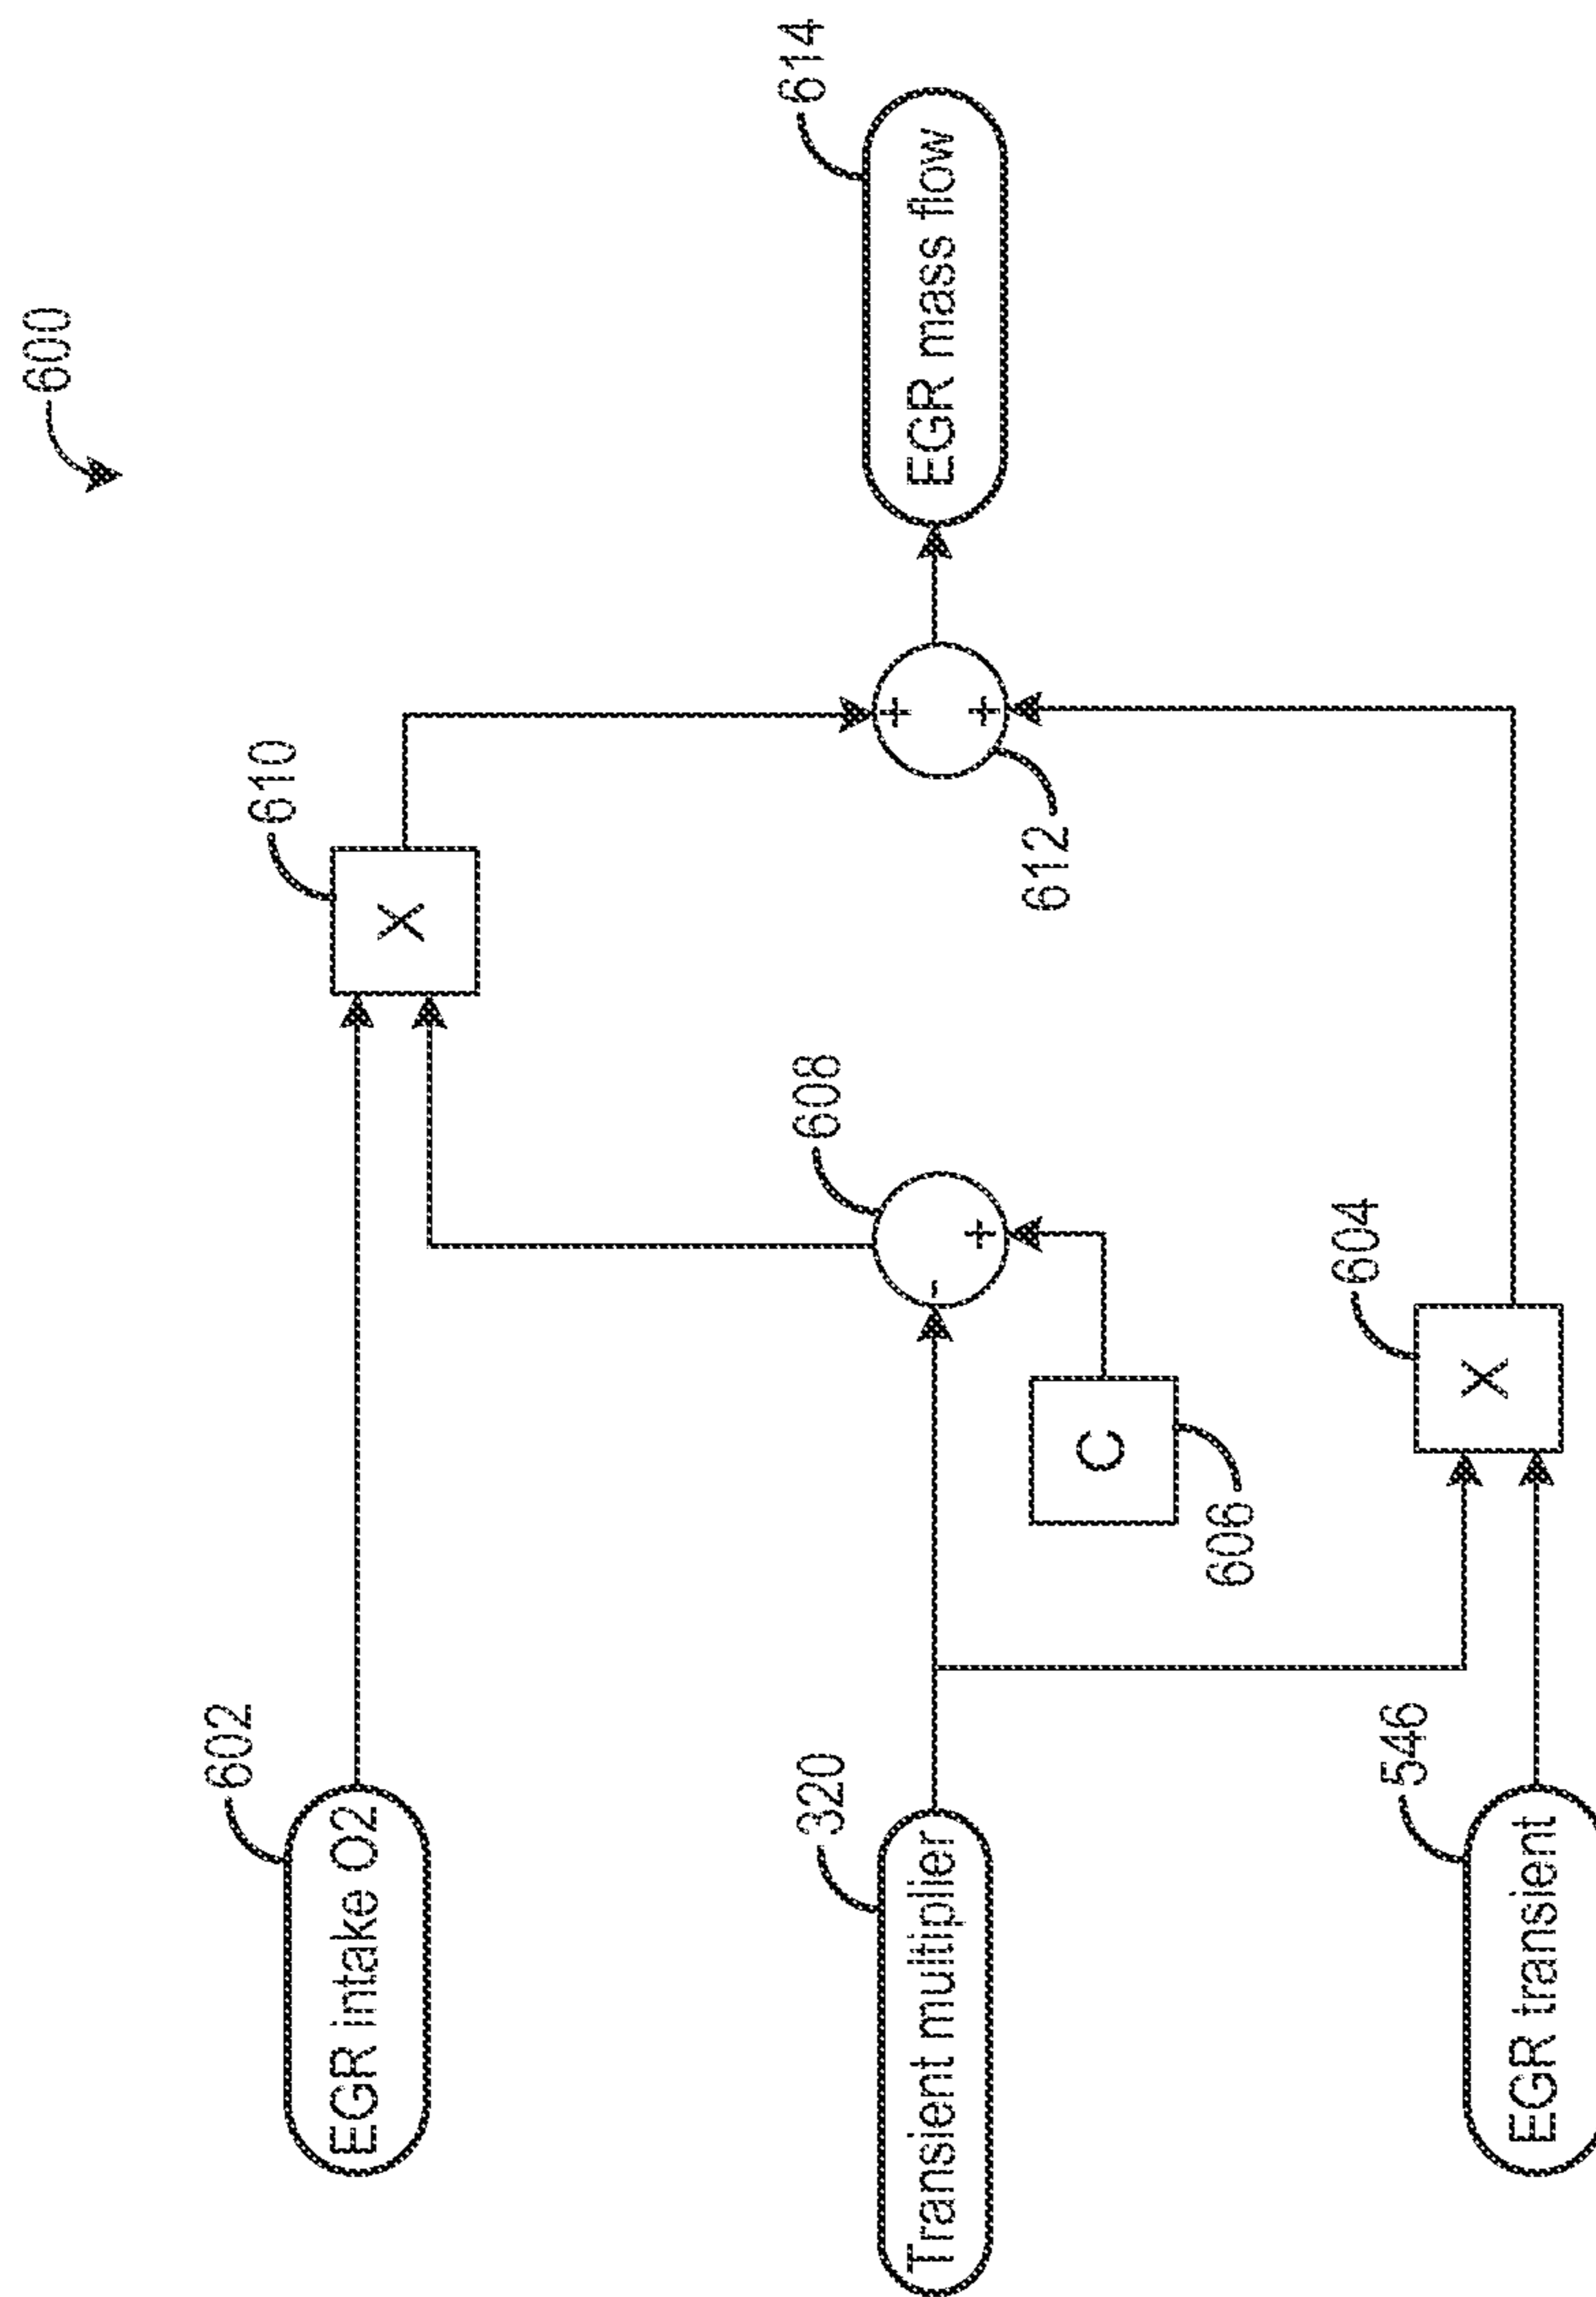 600
602
EGR intake O2
610
X
320
Transient multiplier
608
-
+
C
606
612
+
+
614
EGR mass flow
546
EGR transient
604
X